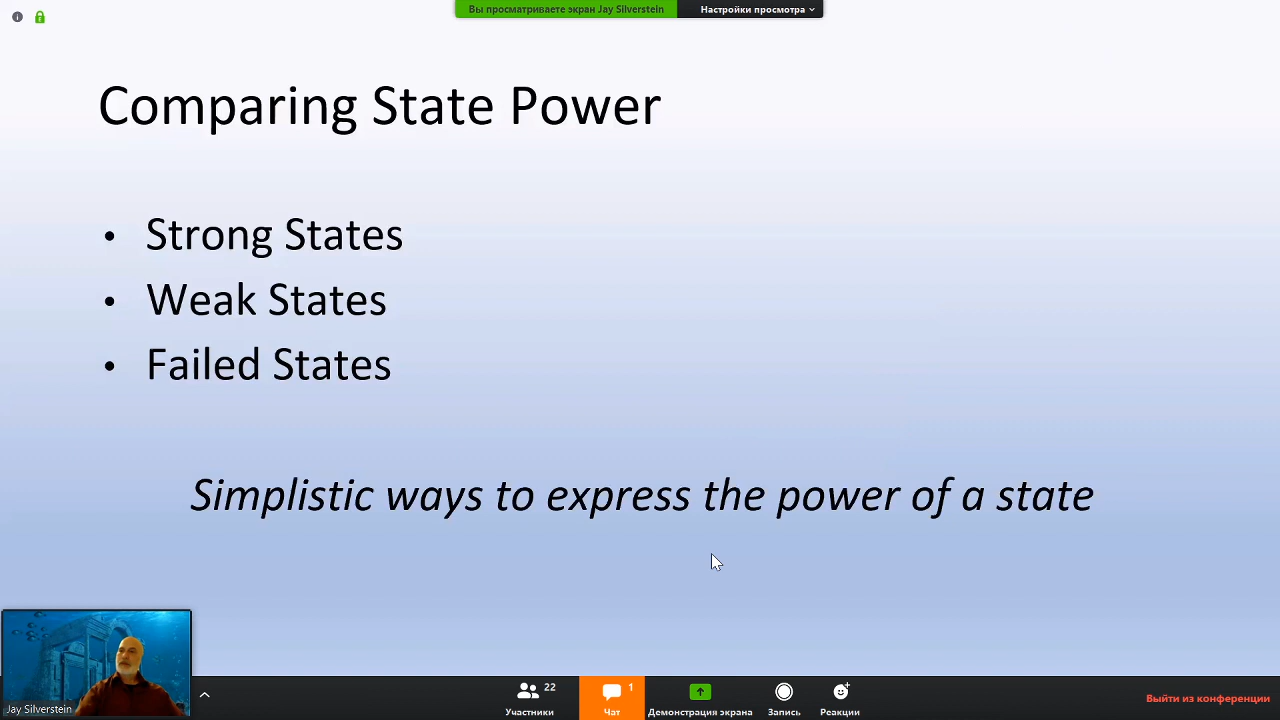 Вы просматриваете экран Jay Silverstein
Настройки просмотра
Comparing State Power
• Strong States
• Weak States
• Failed States
Simplistic ways to express the power of a state
Jay Silverstein
22
Участники
1
Чат
Демонстрация экрана
Запись
Реакции
Выйти из конференции